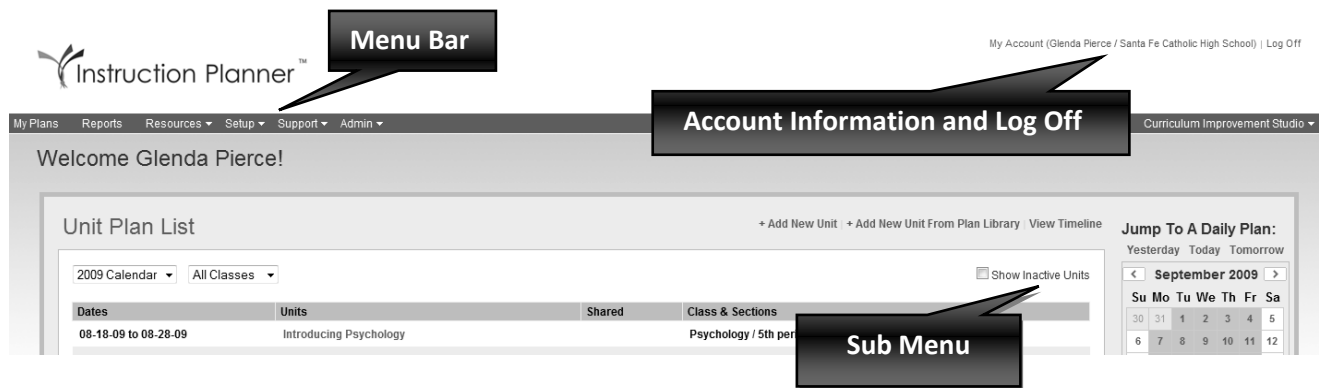 Menu Bar
My Account (Glenda Pierce / Santa Fe Catholic High School) | Log Off
Instruction Planner™
Account Information and Log Off
My Plans Reports Resources ▾ Setup ▾ Support ▾ Admin ▾ Curriculum Improvement Studio ▾
Welcome Glenda Pierce!
Unit Plan List
+ Add New Unit | + Add New Unit From Plan Library | View Timeline
2009 Calendar ▾ All Classes ▾
Show Inactive Units
Dates Units Shared Class & Sections
08-18-09 to 08-28-09 Introducing Psychology Psychology / 5th
Sub Menu
Jump To A Daily Plan:
Yesterday Today Tomorrow
< September 2009 >
Su Mo Tu We Th Fr Sa
30 31 1 2 3 4 5
6 7 8 9 10 11 12